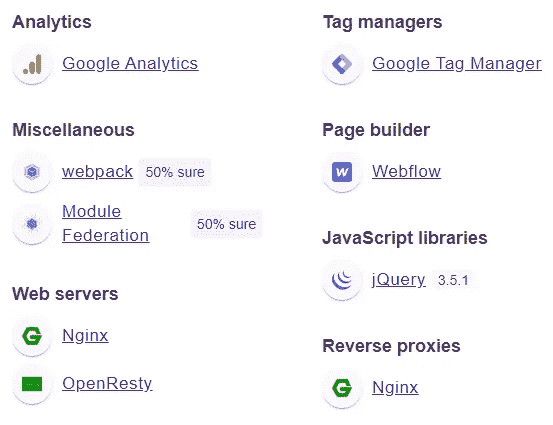 Analytics
Google Analytics
Miscellaneous
webpack 50% sure
Module
Federation 50% sure
Web servers
Nginx
OpenResty
Tag managers
Google Tag Manager
Page builder
Webflow
JavaScript libraries
jQuery 3.5.1
Reverse proxies
Nginx